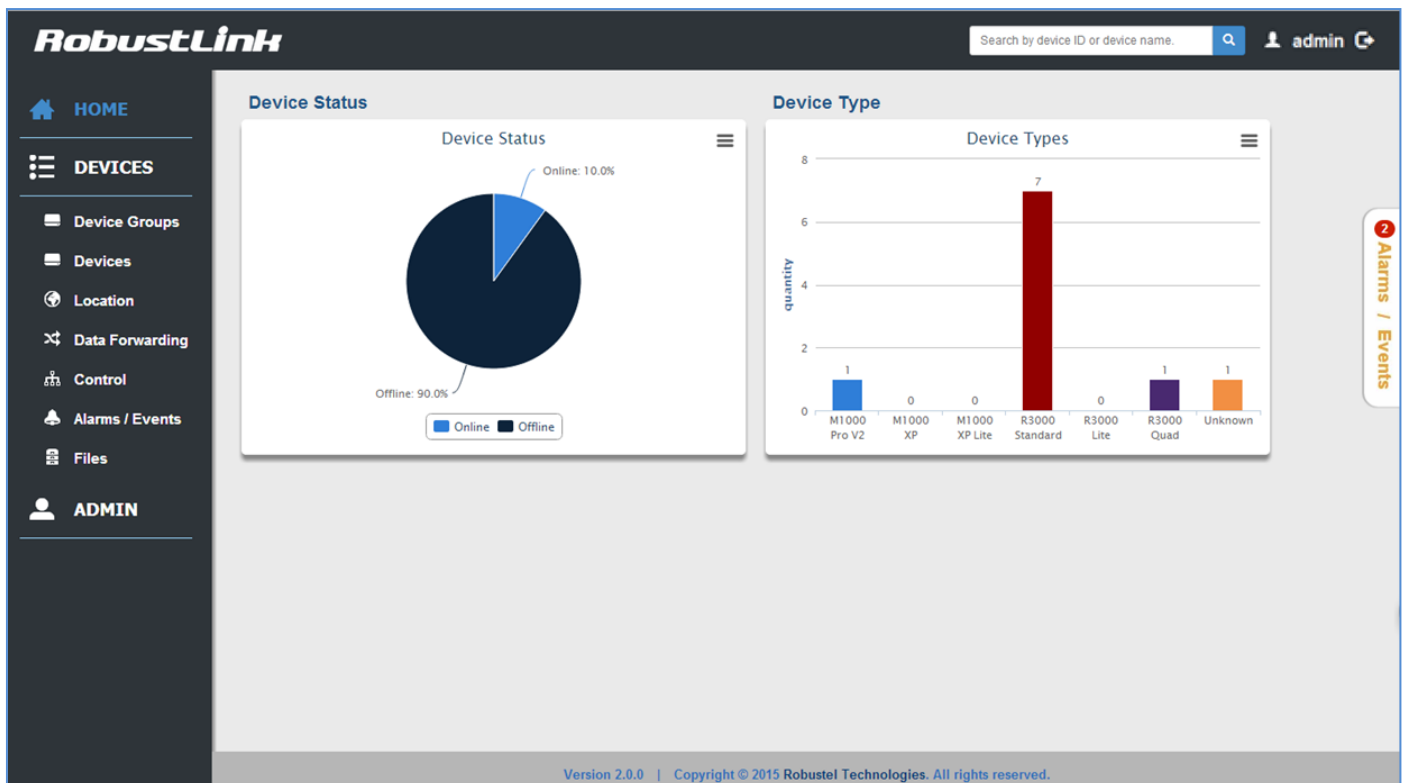 RobustLink
Search by device ID or device name.
admin
HOME
DEVICES
Device Groups
Devices
Location
Data Forwarding
Control
Alarms / Events
Files
ADMIN
Device Status
Device Status
Online: 10.0%
Offline: 90.0%
Online Offline
Device Type
Device Types
quantity
8
6
4
2
0
1
0
0
7
0
1
1
M1000 Pro V2
M1000 XP
M1000 XP Lite
R3000 Standard
R3000 Lite
R3000 Quad
Unknown
2
Alarms / Events
Version 2.0.0 | Copyright © 2015 Robustel Technologies. All rights reserved.